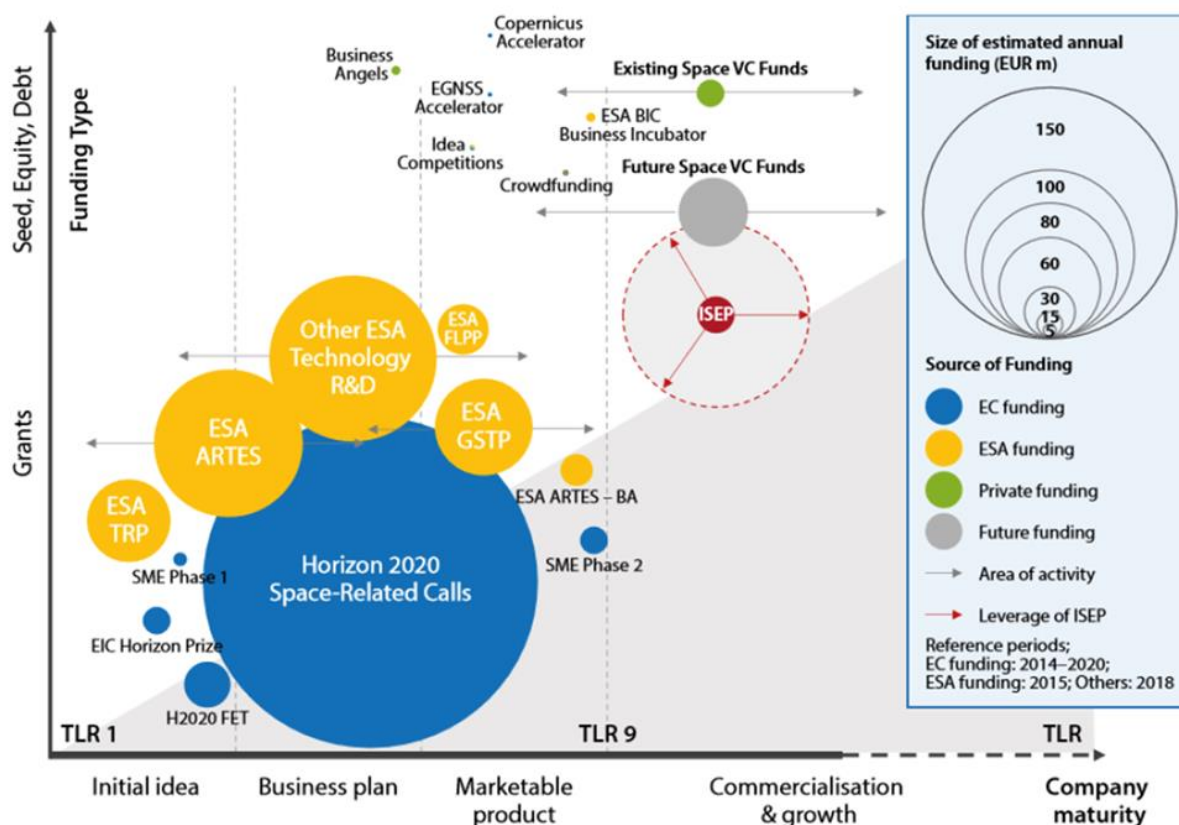 Seed, Equity, Debt
Grants
Funding Type
Copernicus
Accelerator
Business
Angels
EGNSS
Accelerator
Idea
Competitions
Existing Space VC Funds
ESA BIC
Business Incubator
Crowdfunding
Future Space VC Funds
ISEP
Other ESA
Technology
R&D
ESA
FLPP
ESA
ARTES
ESA
GSTP
ESA
TRP
ESA ARTES – BA
SME Phase 1
SME Phase 2
Horizon 2020
Space-Related Calls
EIC Horizon Prize
H2020 FET
TLR 1
TLR 9
TLR
Initial idea
Business plan
Marketable
product
Commercialisation
& growth
Company
maturity
Size of estimated annual
funding (EUR m)
150
100
80
60
30
15
5
Source of Funding
EC funding
ESA funding
Private funding
Future funding
Area of activity
Leverage of ISEP
Reference periods;
EC funding: 2014–2020;
ESA funding: 2015; Others: 2018